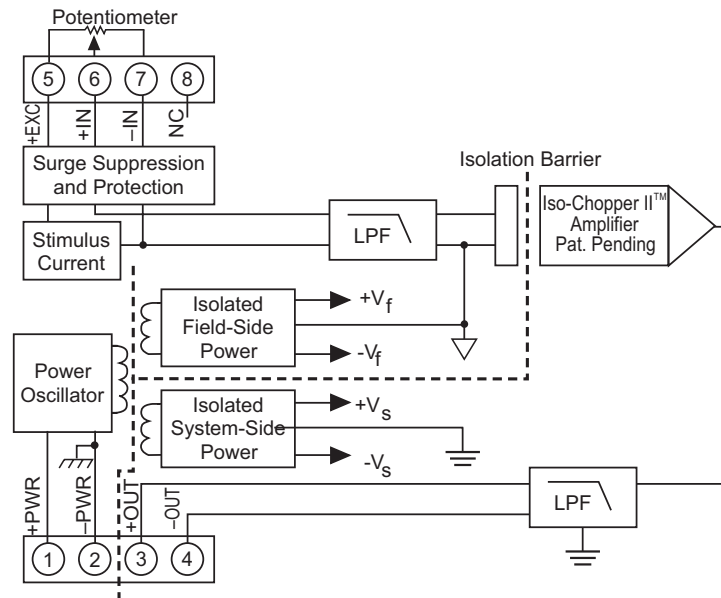 Potentiometer
5 6 7 8
+EXC
+IN
–IN
NC
Surge Suppression
and Protection
Isolation Barrier
Iso-Chopper II™
Amplifier
Pat. Pending
LPF
Stimulus
Current
Isolated
Field-Side
Power
+Vf
-Vf
Power
Oscillator
Isolated
System-Side
Power
+Vs
-Vs
+PWR
–PWR
+OUT
–OUT
LPF
1 2 3 4